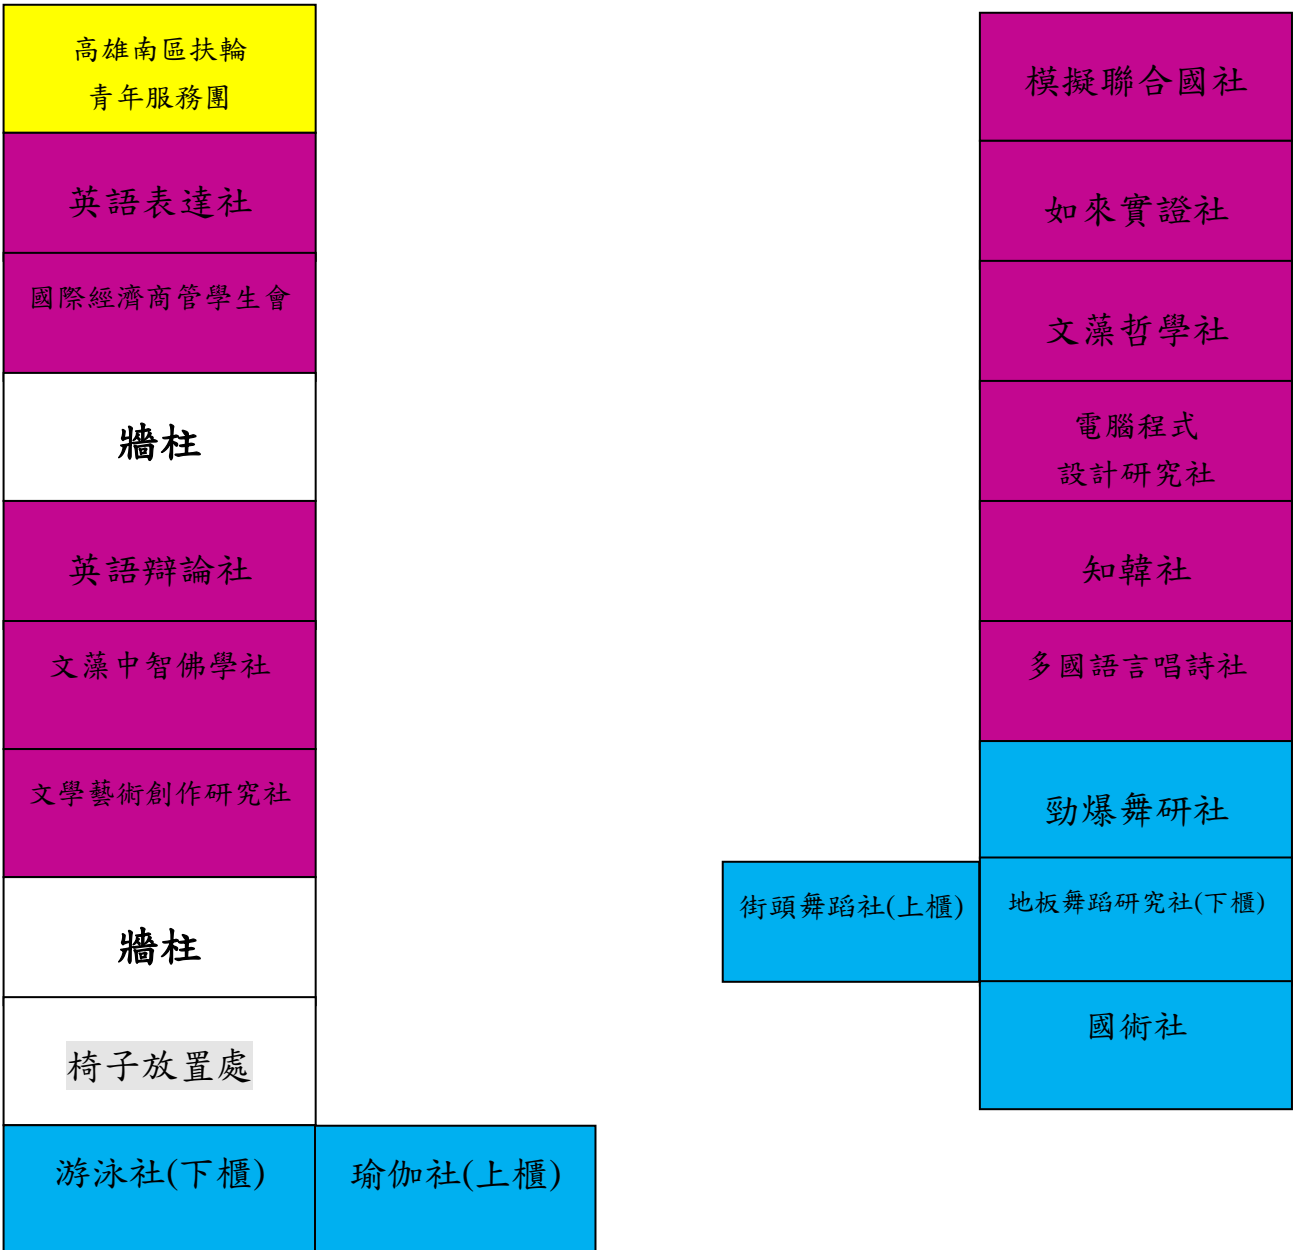 高雄南區扶輪
青年服務團
英語表達社
國際經濟商管學生會
牆柱
英語辯論社
文藻中智佛學社
文學藝術創作研究社
牆柱
椅子放置處
游泳社(下櫃)
瑜伽社(上櫃)
模擬聯合國社
如來實證社
文藻哲學社
電腦程式
設計研究社
知韓社
多國語言唱詩社
勁爆舞研社
街頭舞蹈社(上櫃)
地板舞蹈研究社(下櫃)
國術社